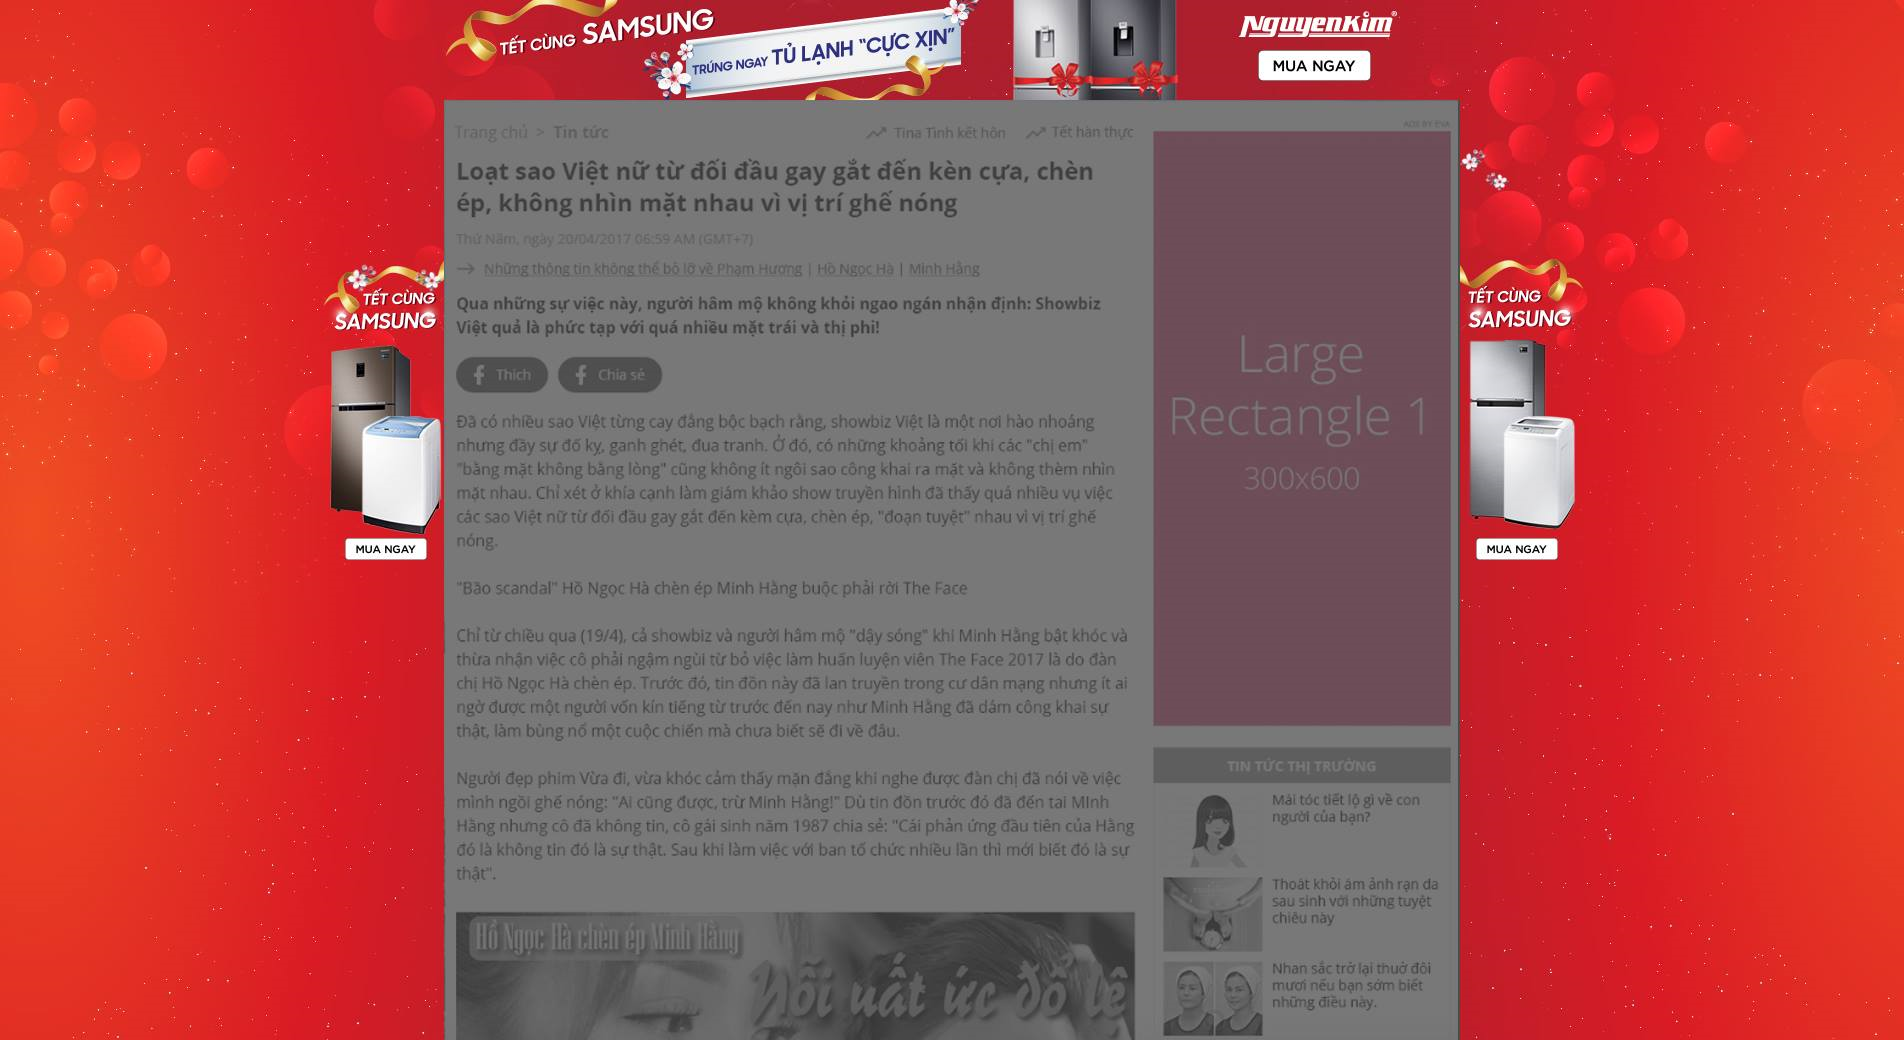 TẾT CÙNG SAMSUNG
TRÚNG NGAY TỦ LẠNH “CỰC XỊN”
NguyenKim®
MUA NGAY
TẾT CÙNG
SAMSUNG
MUA NGAY
Trang chủ > Tin tức
Tina Tình kết hôn
Tết hàn thực
Loạt sao Việt nữ từ đối đầu gay gắt đến kèn cựa, chèn
ép, không nhìn mặt nhau vì vị trí ghế nóng
Thứ Năm, ngày 20/04/2017 06:59 AM (GMT+7)
Những thông tin không thể bỏ lỡ về Phạm Hương | Hồ Ngọc Hà | Minh Hằng
Qua những sự việc này, người hâm mộ không khỏi ngao ngán nhận định: Showbiz
Việt quả là phức tạp với quá nhiều mặt trái và thị phi!
Thích
Chia sẻ
Đã có nhiều sao Việt từng cay đắng bộc bạch rằng, showbiz Việt là một nơi hào nhoáng
nhưng đầy sự đố kỵ, ganh ghét, đua tranh. Ở đó, có những khoảng tối khi các "chị em"
"bằng mặt không bằng lòng" cũng không ít ngôi sao công khai ra mặt và không thèm nhìn
mặt nhau. Chỉ xét ở khía cạnh làm giám khảo show truyền hình đã thấy quá nhiều vụ việc
các sao Việt nữ từ đối đầu gay gắt đến kèm cựa, chèn ép, "đoạn tuyệt" nhau vì vị trí ghế
nóng.
"Bão scandal" Hồ Ngọc Hà chèn ép Minh Hằng buộc phải rời The Face
Chỉ từ chiều qua (19/4), cả showbiz và người hâm mộ "dậy sóng" khi Minh Hằng bật khóc và
thừa nhận việc cô phải ngậm ngùi từ bỏ việc làm huấn luyện viên The Face 2017 là do đàn
chị Hồ Ngọc Hà chèn ép. Trước đó, tin đồn này đã lan truyền trong cư dân mạng nhưng ít ai
ngờ được một người vốn kín tiếng từ trước đến nay như Minh Hằng đã dám công khai sự
thật, làm bùng nổ một cuộc chiến mà chưa biết sẽ đi về đâu.
Người đẹp phim Vừa đi, vừa khóc cảm thấy mặn đắng khi nghe được đàn chị đã nói về việc
mình ngồi ghế nóng: "Ai cũng được, trừ Minh Hằng!" Dù tin đồn trước đó đã đến tai MInh
Hằng nhưng cô đã không tin, cô gái sinh năm 1987 chia sẻ: "Cái phản ứng đầu tiên của Hằng
đó là không tin đó là sự thật. Sau khi làm việc với ban tổ chức nhiều lần thì mới biết đó là sự
thật".
Hồ Ngọc Hà chèn ép Minh Hằng
Nỗi uất ức đổ lệ
ADS BY EVA
Large
Rectangle 1
300x600
TIN TỨC THỊ TRƯỜNG
Mái tóc tiết lộ gì về con
người của bạn?
Thoát khỏi ám ảnh rạn da
sau sinh với những tuyệt
chiêu này
Nhan sắc trở lại thuở đôi
mươi nếu bạn sớm biết
những điều này.
TẾT CÙNG
SAMSUNG
MUA NGAY